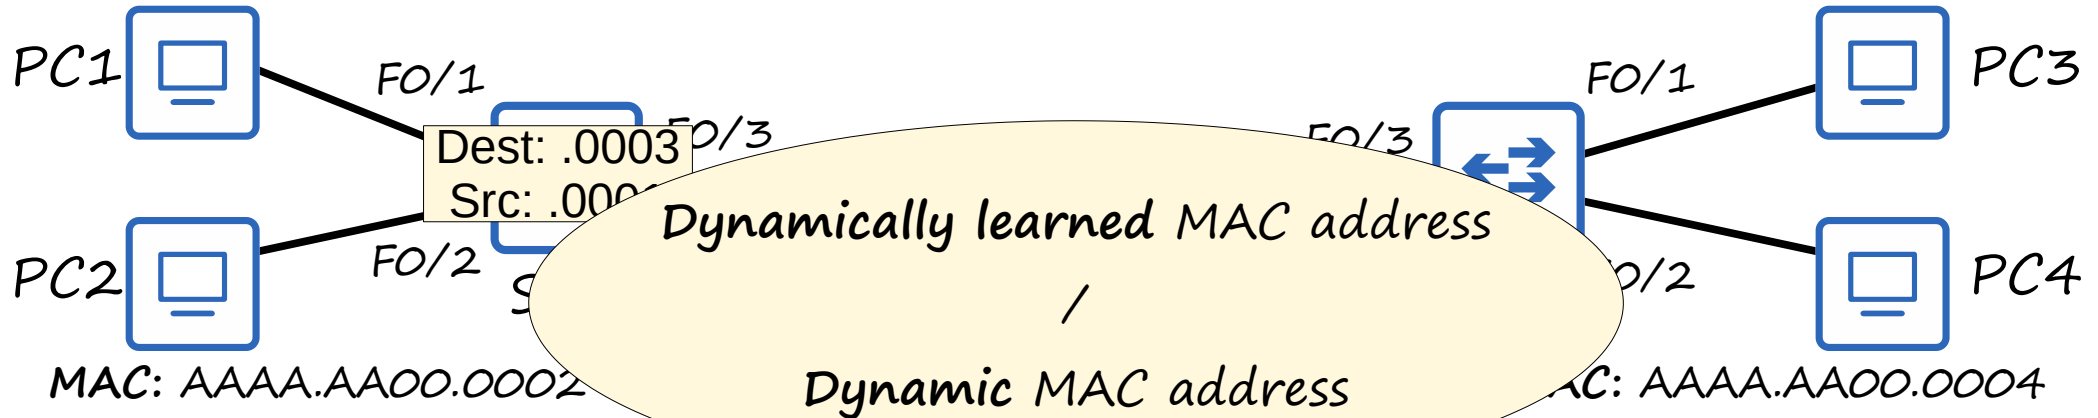 PC1
F0/1
F0/3
Dest: .0003
Src:
F0/2
PC2
MAC: AAAA.AA00.0002
Dynamically learned MAC address
/
Dynamic MAC address
F0/3
F0/1
PC3
PC4
AAAA.AA00.0004